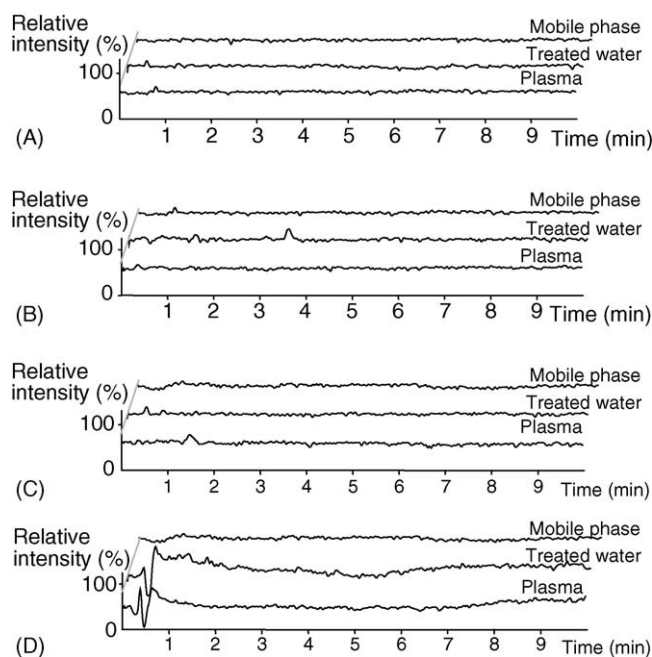 Relative
intensity (%)
Mobile phase
Treated water
100
Plasma
0
(A)
1 2 3 4 5 6 7 8 9 Time (min)
Relative
intensity (%)
Mobile phase
Treated water
100
Plasma
0
(B)
1 2 3 4 5 6 7 8 9 Time (min)
Relative
intensity (%)
Mobile phase
Treated water
100
Plasma
0
(C)
1 2 3 4 5 6 7 8 9 Time (min)
Relative
intensity (%)
Mobile phase
Treated water
100
Plasma
0
(D)
1 2 3 4 5 6 7 8 9 Time (min)